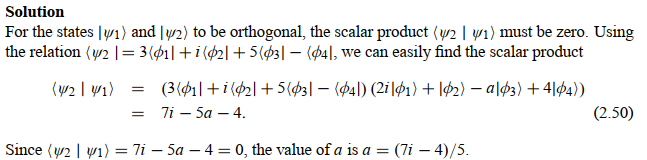 Solution
For the states |ψ1⟩ and |ψ2⟩ to be orthogonal, the scalar product ⟨ψ2 | ψ1⟩ must be zero. Using
the relation ⟨ψ2 |= 3⟨ϕ1| + i⟨ϕ2| + 5⟨ϕ3| − ⟨ϕ4|, we can easily find the scalar product
⟨ψ2 | ψ1⟩ = (3⟨ϕ1| + i⟨ϕ2| + 5⟨ϕ3| − ⟨ϕ4|) (2i|ϕ1⟩ + |ϕ2⟩ − a|ϕ3⟩ + 4|ϕ4⟩)
= 7i − 5a − 4. (2.50)
Since ⟨ψ2 | ψ1⟩ = 7i − 5a − 4 = 0, the value of a is a = (7i − 4)/5.